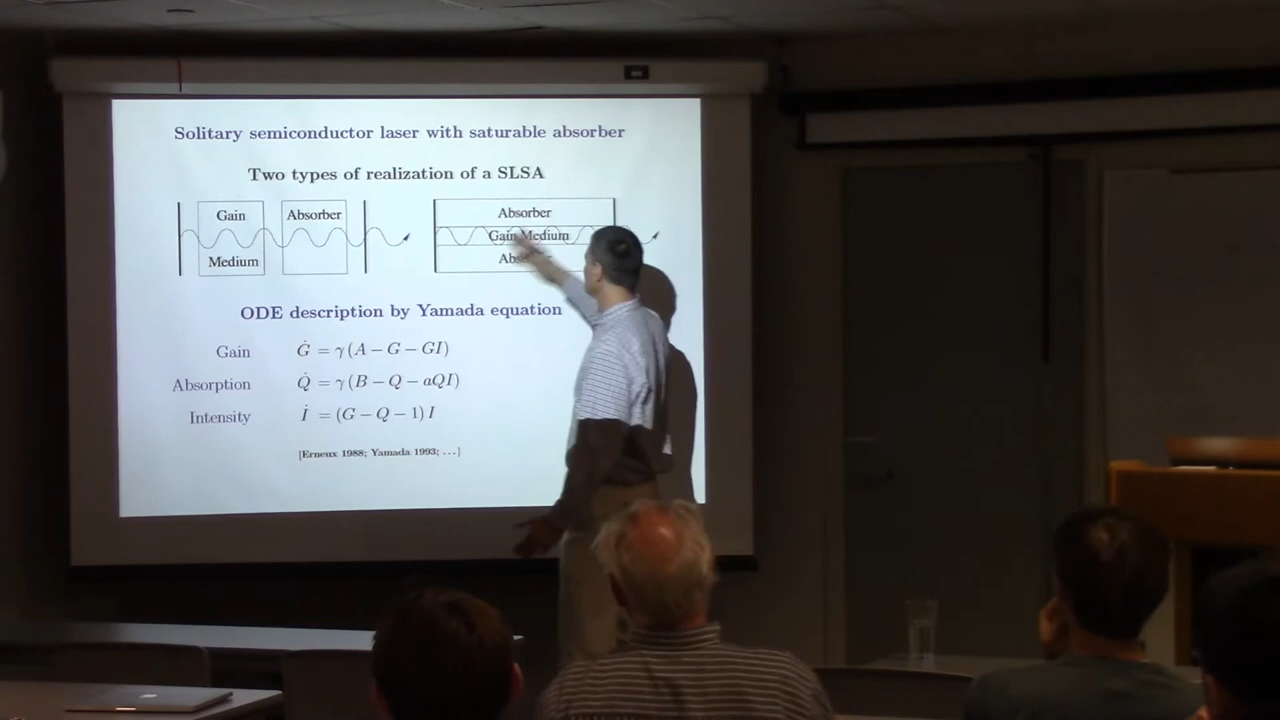 Solitary semiconductor laser with saturable absorber
Two types of realization of a SLSA
Gain
Medium
Absorber
Absorber
Gain Medium
ODE description by Yamada equation
Gain Ġ = γ(A − G − GI)
Absorption Q̇ = γ(B − Q − aQI)
Intensity İ = (G − Q − 1) I
[Erneux 1988; Yamada 1993; ...]